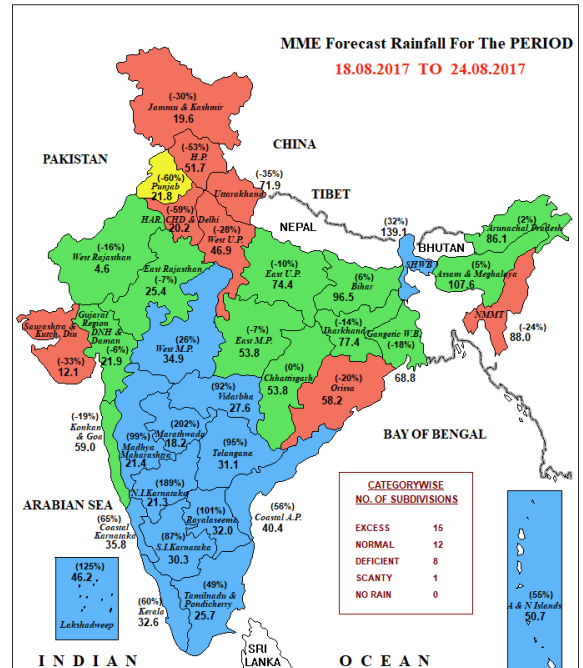 MME Forecast Rainfall For The PERIOD
18.08.2017 TO 24.08.2017
(-30%)
Jammu & Kashmir
19.6
CHINA
(-53%)
H.P.
51.7
PAKISTAN
(-60%)
Punjab
21.8
(-35%)
71.9
Uttarakhand
TIBET
(-59%)
HAR. CHD & Delhi
20.2
(-28%)
West U.P.
46.9
NEPAL
(32%)
139.1
BHUTAN
(2%)
Arunachal Pradesh
86.1
(-16%)
West Rajasthan
4.6
East Rajasthan
(-7%)
25.4
(-10%)
East U.P.
74.4
(6%)
Bihar
96.5
SHWB
(5%)
Assam & Meghalaya
107.6
NMMT
(-24%)
88.0
Saurashtra &
Kutch, Diu
(-33%)
12.1
Gujaraf
Region
DNH &
Daman
(-6%)
21.9
(26%)
West M.P.
34.9
(-7%)
East M.P.
53.8
(-14%)
Jharkhand
77.4
Gangetic W.B.
(-18%)
68.8
(0%)
Chhattisgarh
53.8
(-20%)
Orissa
58.2
(92%)
Vidarbha
27.6
(-19%)
Konkan
& Goa
59.0
(202%)
Marathwada
18.2
(99%)
Madhya
Maharashtra
21.4
(95%)
Telangana
31.1
BAY OF BENGAL
(189%)
N.I.Karnataka
21.3
ARABIAN SEA
(65%)
Coastal
Karnataka
35.8
(101%)
Rayalaseema
32.0
(56%)
Coastal A.P.
40.4
(87%)
S.I.Karnataka
30.3
(125%)
46.2
Lakshadweep
(60%)
Kerala
32.6
(49%)
Tamilnadu &
Pondicherry
25.7
CATEGORYWISE
NO. OF SUBDIVISIONS
EXCESS 15
NORMAL 12
DEFICIENT 8
SCANTY 1
NO RAIN 0
(55%)
A & N Islands
50.7
SRI
LANKA
INDIAN OCEAN